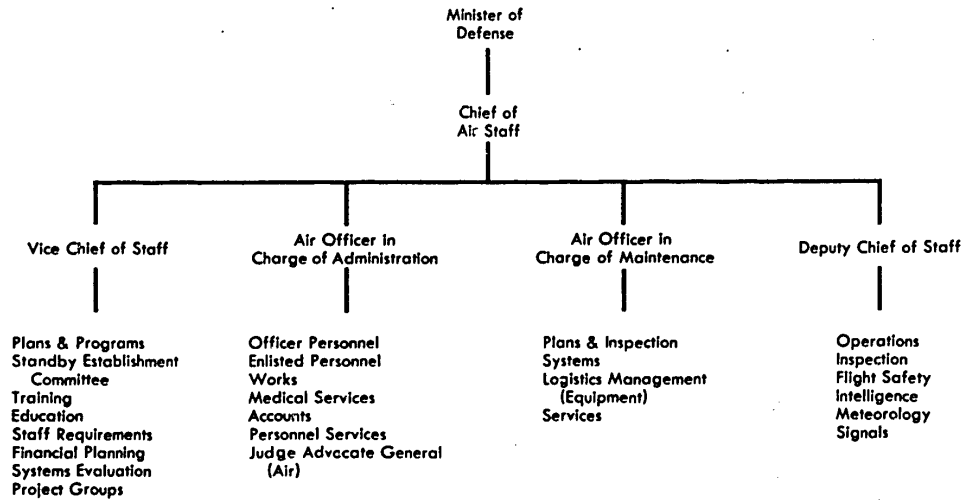 Minister of
Defense
Chief of
Air Staff
Vice Chief of Staff
Air Officer in
Charge of Administration
Air Officer in
Charge of Maintenance
Deputy Chief of Staff
Plans & Programs
Standby Establishment
Committee
Training
Education
Staff Requirements
Financial Planning
Systems Evaluation
Project Groups
Officer Personnel
Enlisted Personnel
Works
Medical Services
Accounts
Personnel Services
Judge Advocate General
(Air)
Plans & Inspection
Systems
Logistics Management
(Equipment)
Services
Operations
Inspection
Flight Safety
Intelligence
Meteorology
Signals